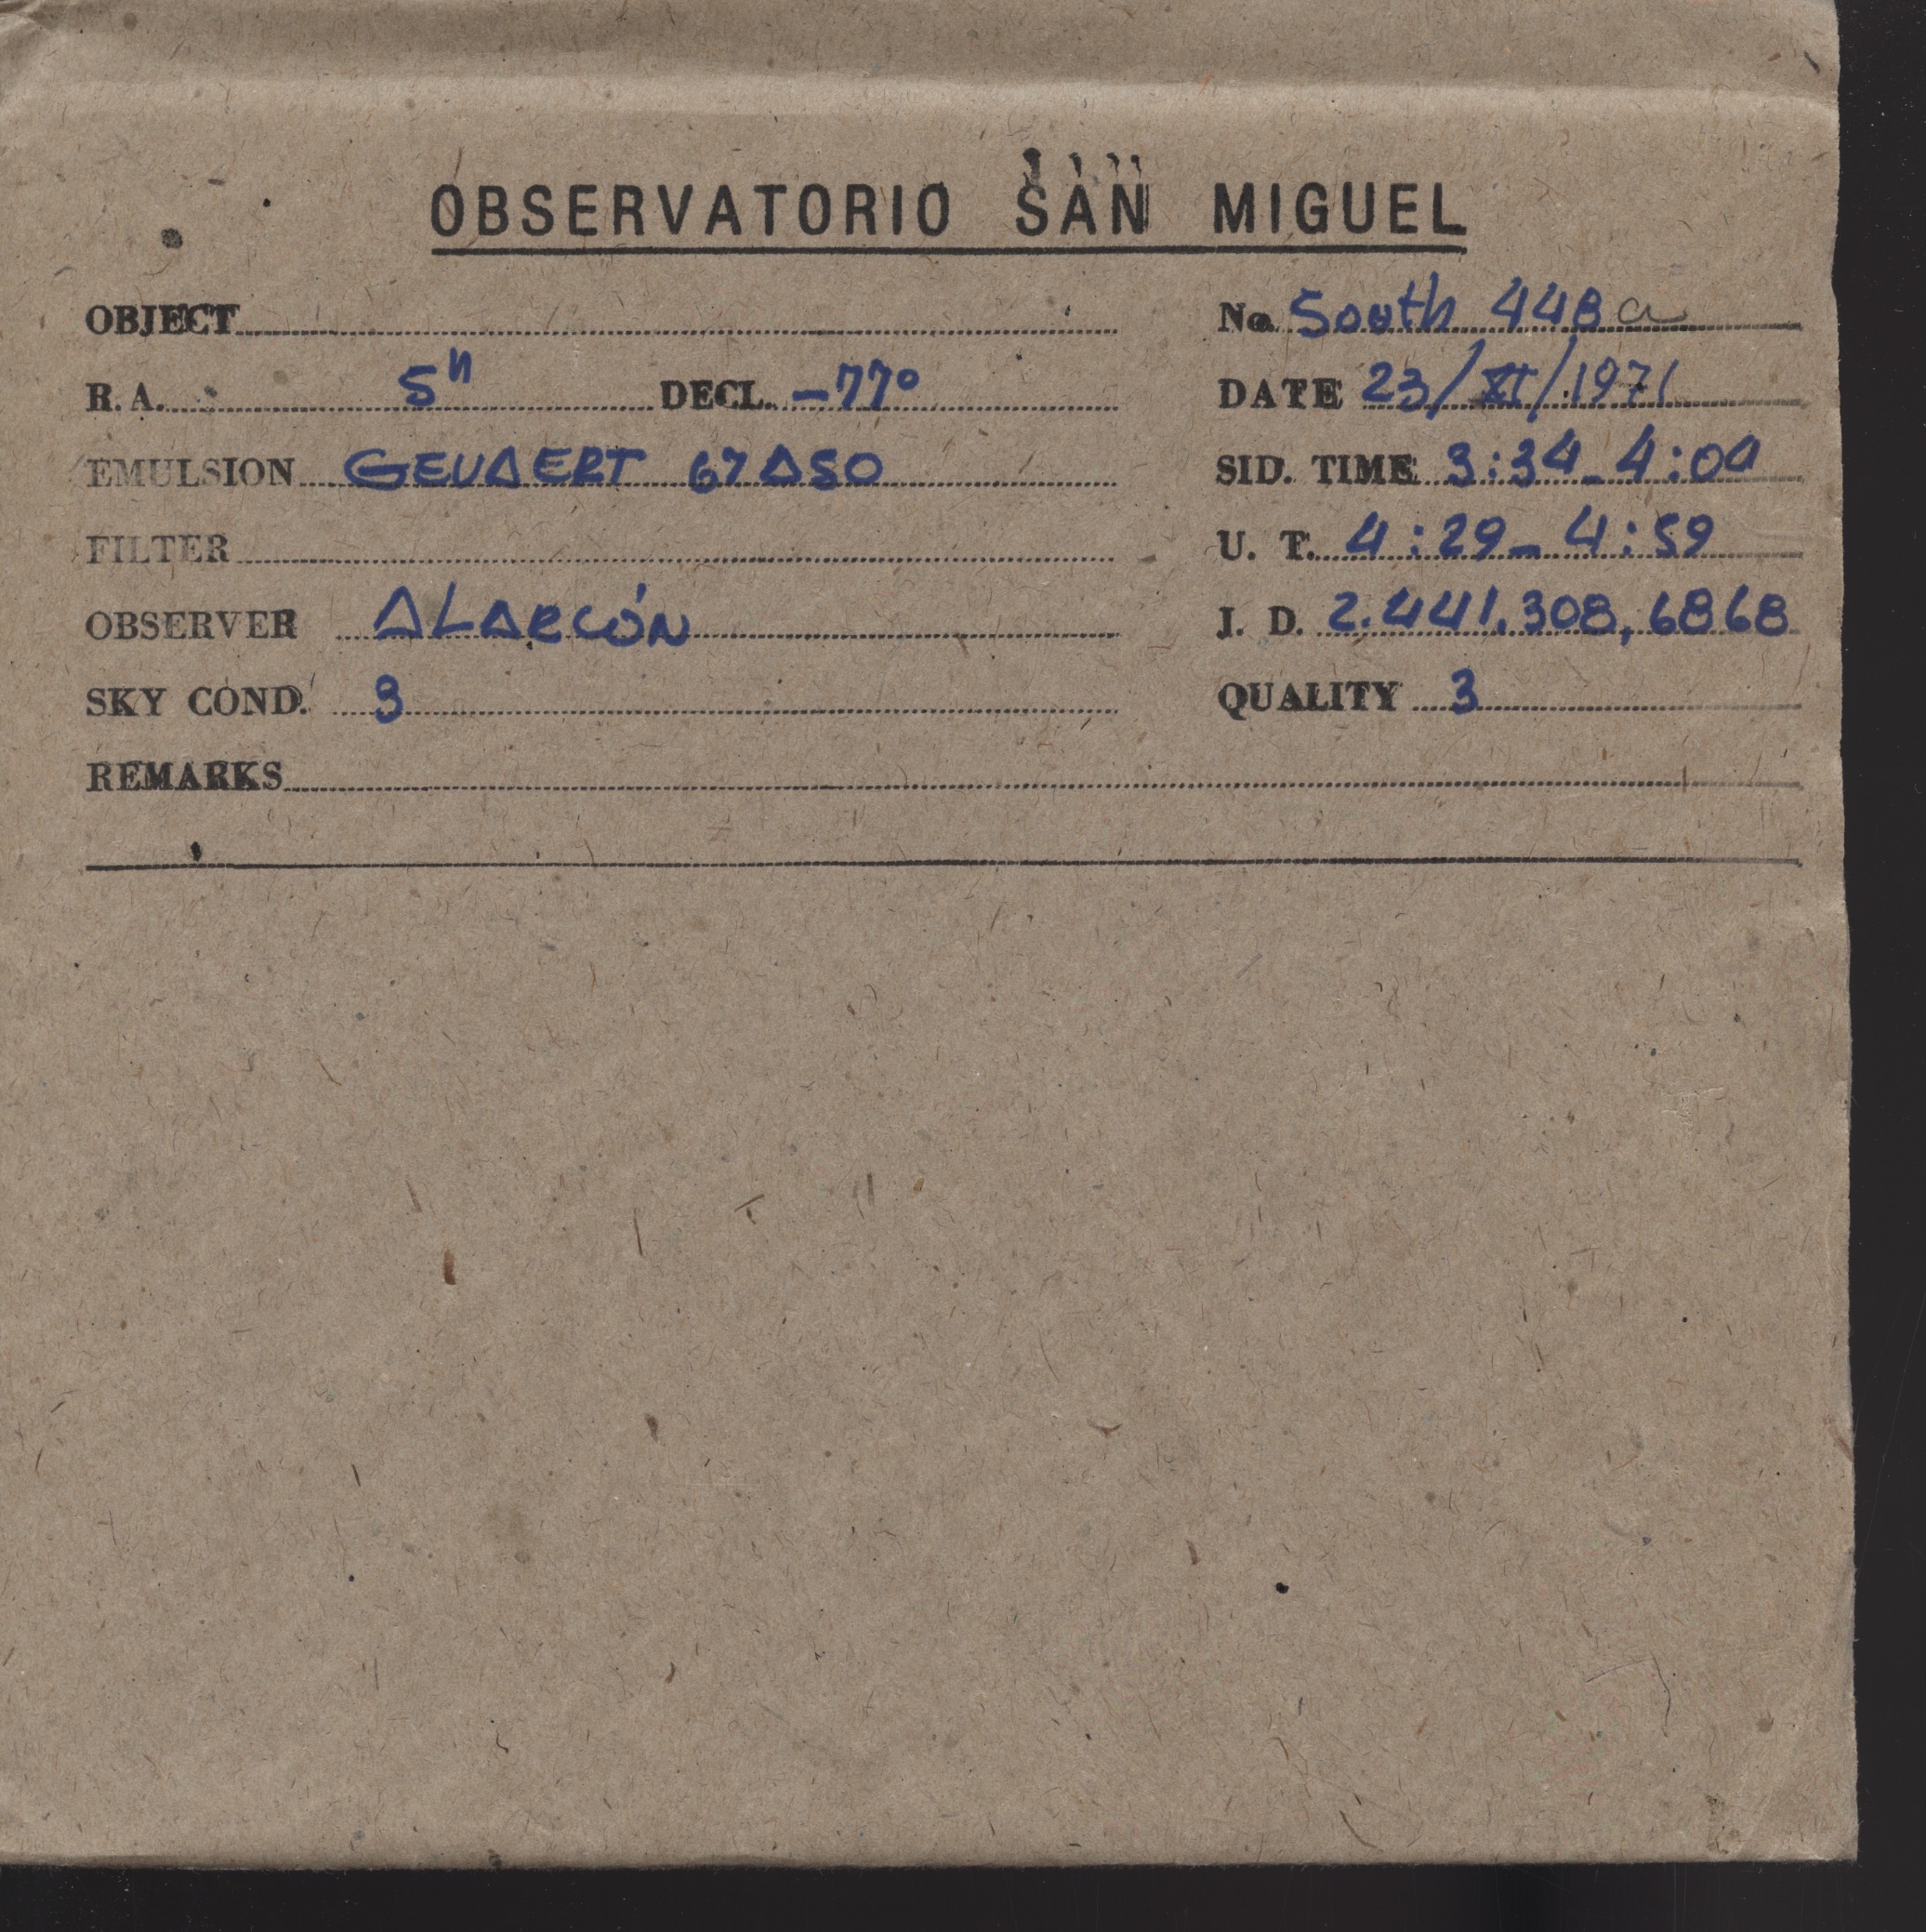 OBSERVATORIO SAN MIGUEL
OBJECT No. South 448 a
R. A. 5h DECL. -77° DATE 23/XI/1971
EMULSION GEVAERT 67A50 SID. TIME 3:34 - 4:04
FILTER U. T. 4:29 - 4:59
OBSERVER ALARCÓN J. D. 2.441.308,6868
SKY COND. 3 QUALITY 3
REMARKS